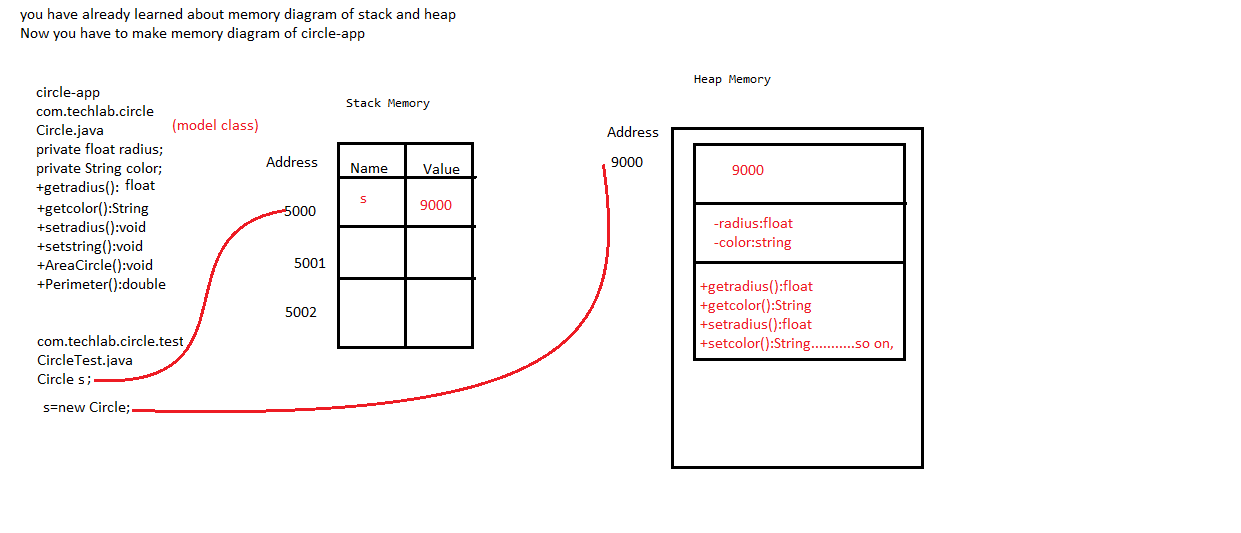 you have already learned about memory diagram of stack and heap
Now you have to make memory diagram of circle-app
circle-app
com.techlab.circle
Circle.java
(model class)
private float radius;
private String color;
+getradius(): float
+getcolor():String
+setradius():void
+setstring():void
+AreaCircle():void
+Perimeter():double
com.techlab.circle.test
CircleTest.java
Circle s;
s=new Circle;
Stack Memory
Address
Name Value
5000 s 9000
5001
5002
Heap Memory
Address
9000
9000
-radius:float
-color:string
+getradius():float
+getcolor():String
+setradius():float
+setcolor():String...........so on,